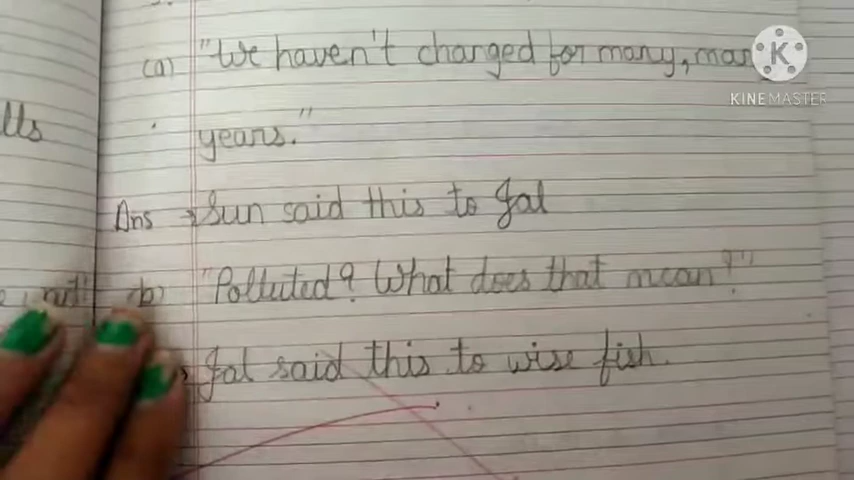 (a) "We haven't changed for many, man
lls
years."
Ans → Sun said this to Jal
b) "Polluted? What does that mean?"
Jal said this to wise fish.
KINEMASTER